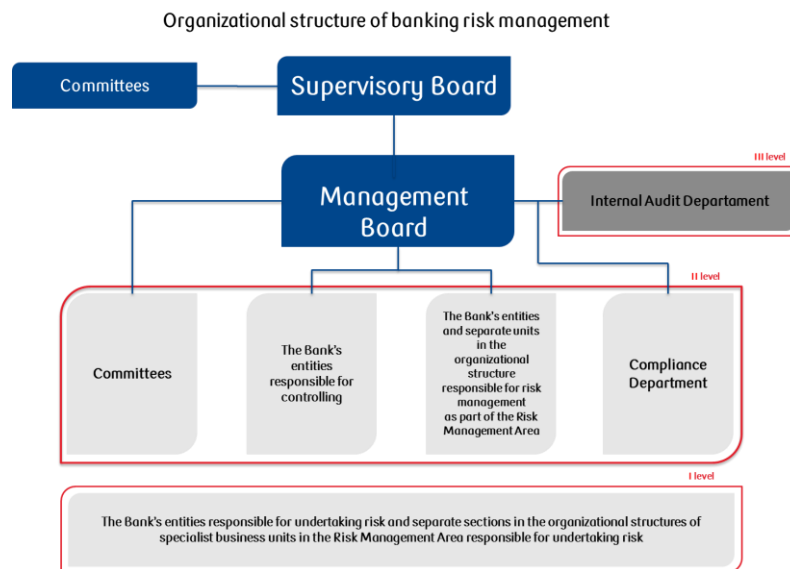 Organizational structure of banking risk management
Committees
Supervisory Board
III level
Management
Board
Internal Audit Departament
II level
Committees
The Bank's
entities
responsible for
controlling
The Bank's entities
and separate units
in the
organizational
structure
responsible for risk
management
as part of the Risk
Management Area
Compliance
Department
I level
The Bank's entities responsible for undertaking risk and separate sections in the organizational structures of
specialist business units in the Risk Management Area responsible for undertaking risk